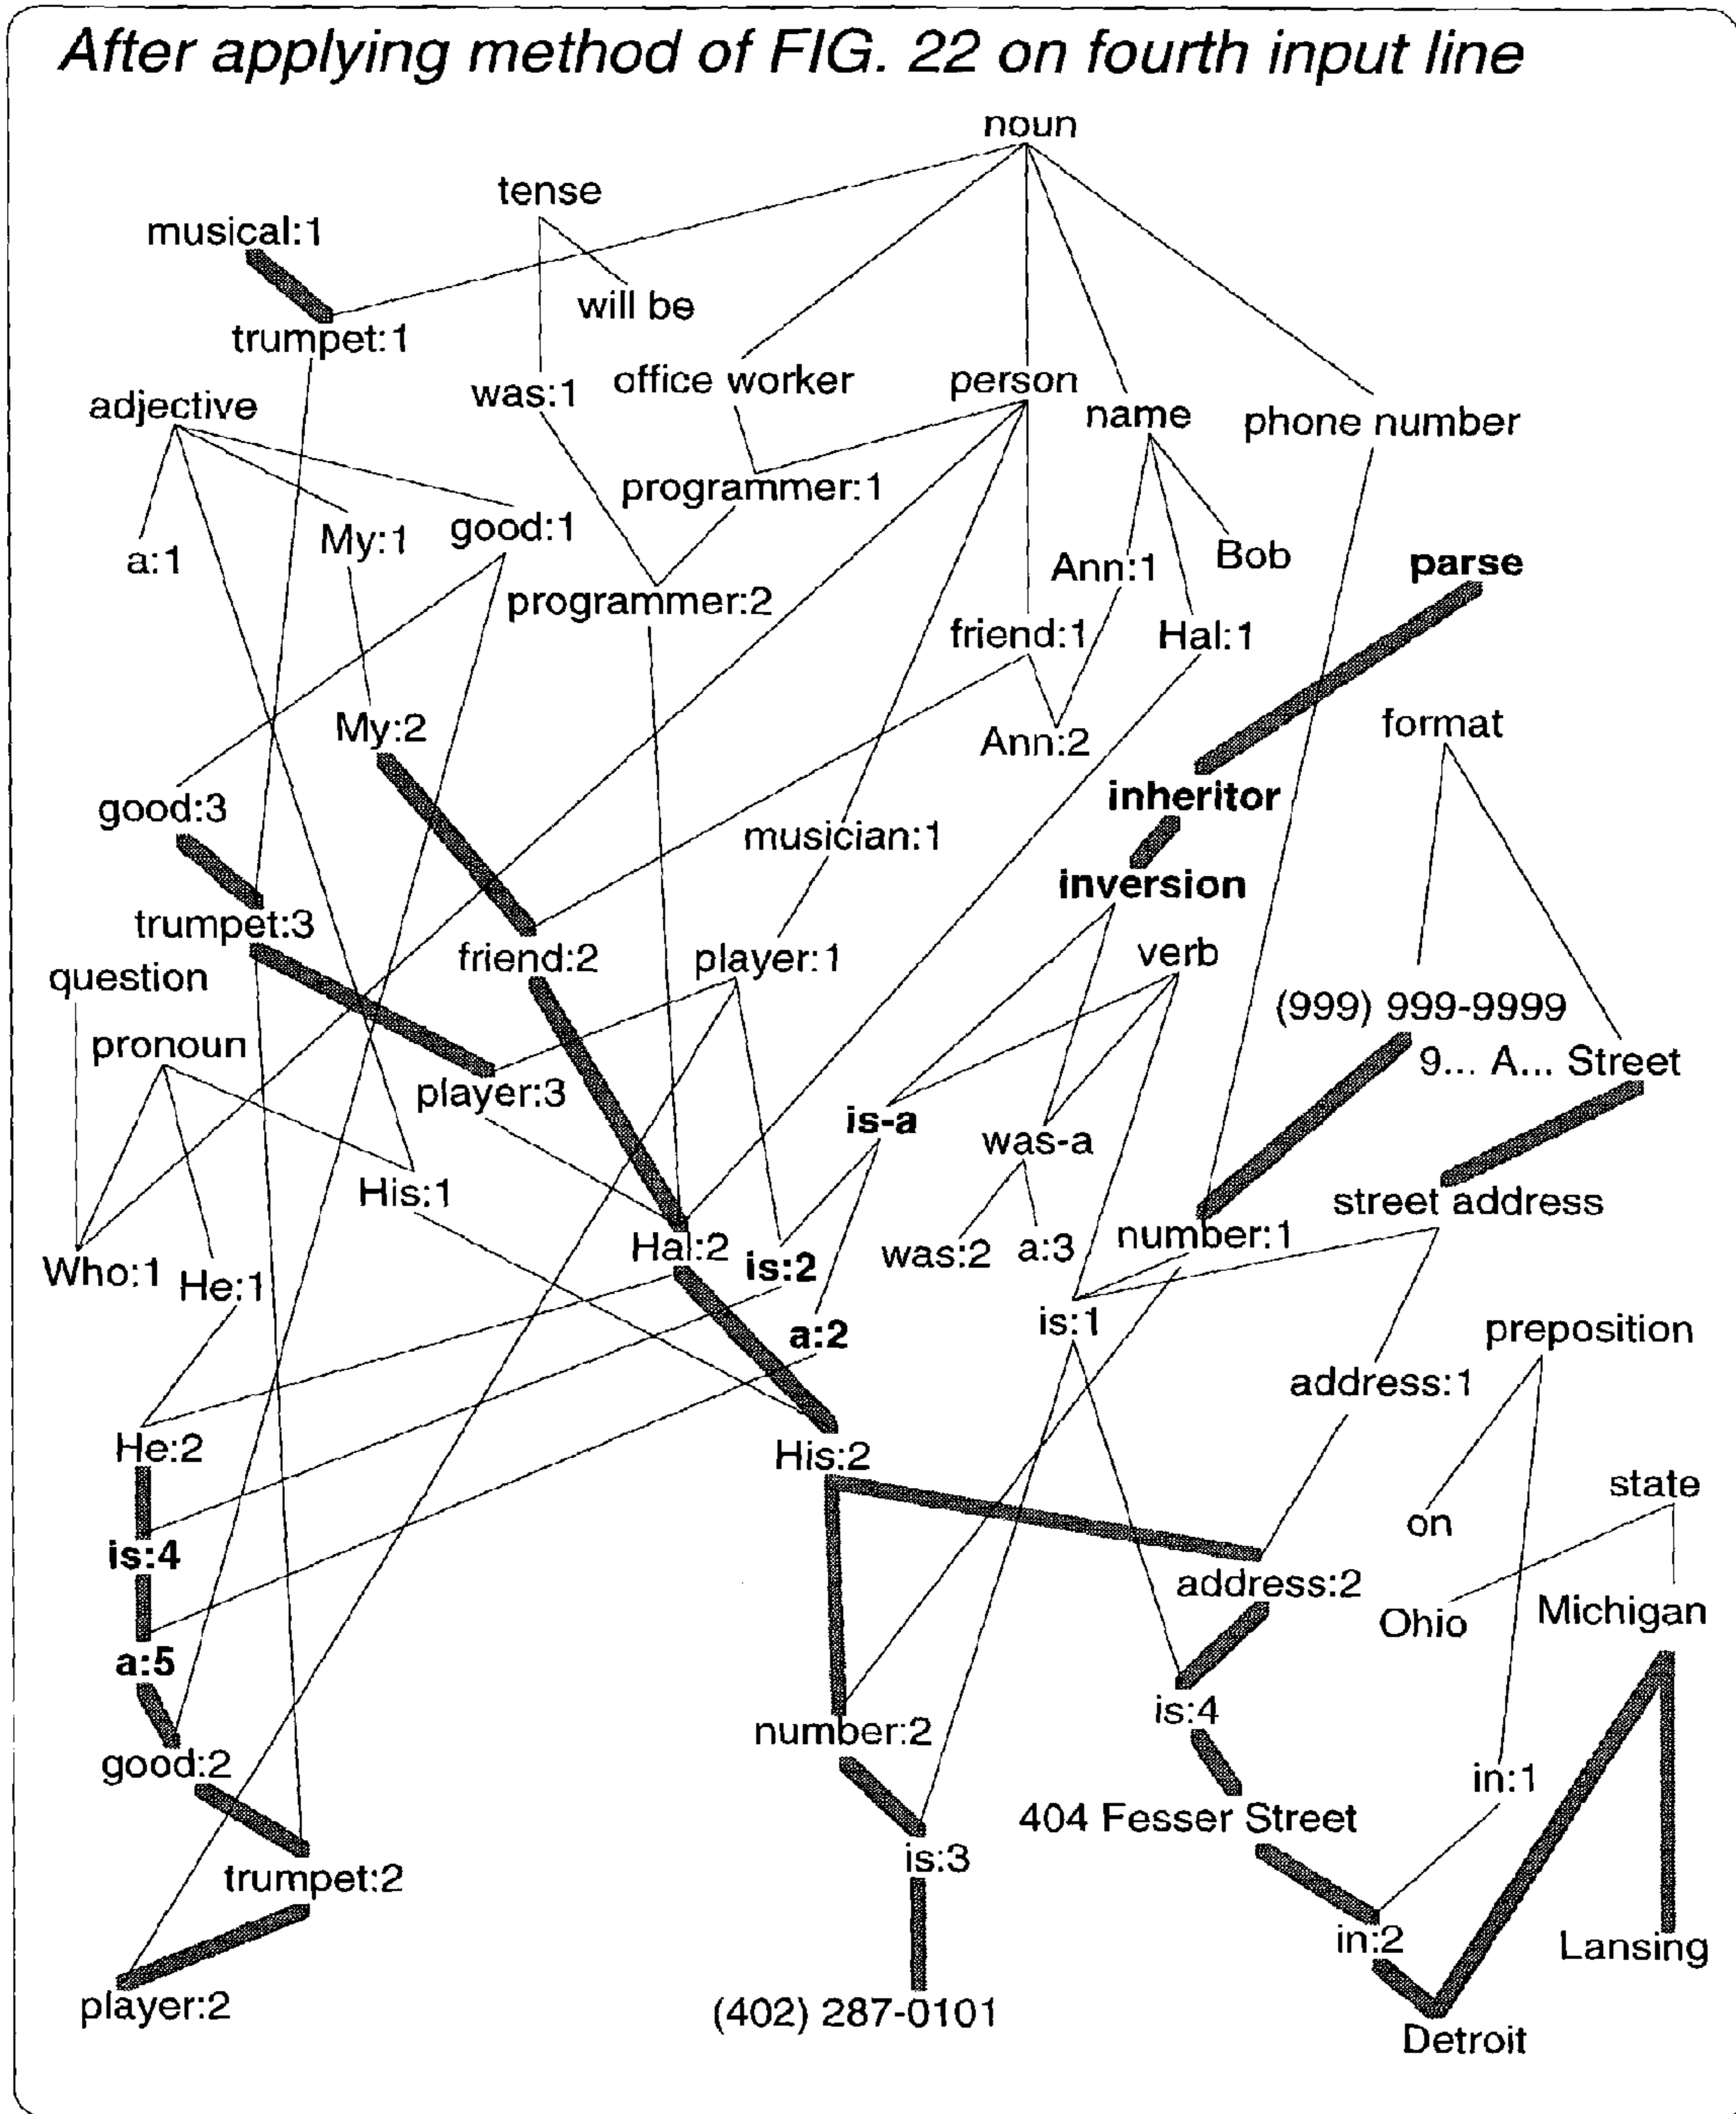 After applying method of FIG. 22 on fourth input line
noun
tense
musical:1
will be
trumpet:1
office worker
person
was:1
adjective
name
phone number
programmer:1
good:1
My:1
a:1
Bob
parse
Ann:1
programmer:2
friend:1
Hal:1
format
My:2
Ann:2
inheritor
good:3
musician:1
inversion
trumpet:3
verb
friend:2
player:1
question
(999) 999-9999
pronoun
9... A... Street
player:3
is-a
was-a
His:1
street address
number:1
Hal:2
was:2
a:3
is:2
Who:1
He:1
is:1
preposition
a:2
address:1
He:2
His:2
state
on
is:4
address:2
Michigan
Ohio
a:5
is:4
number:2
good:2
in:1
404 Fesser Street
is:3
trumpet:2
in:2
Lansing
player:2
(402) 287-0101
Detroit